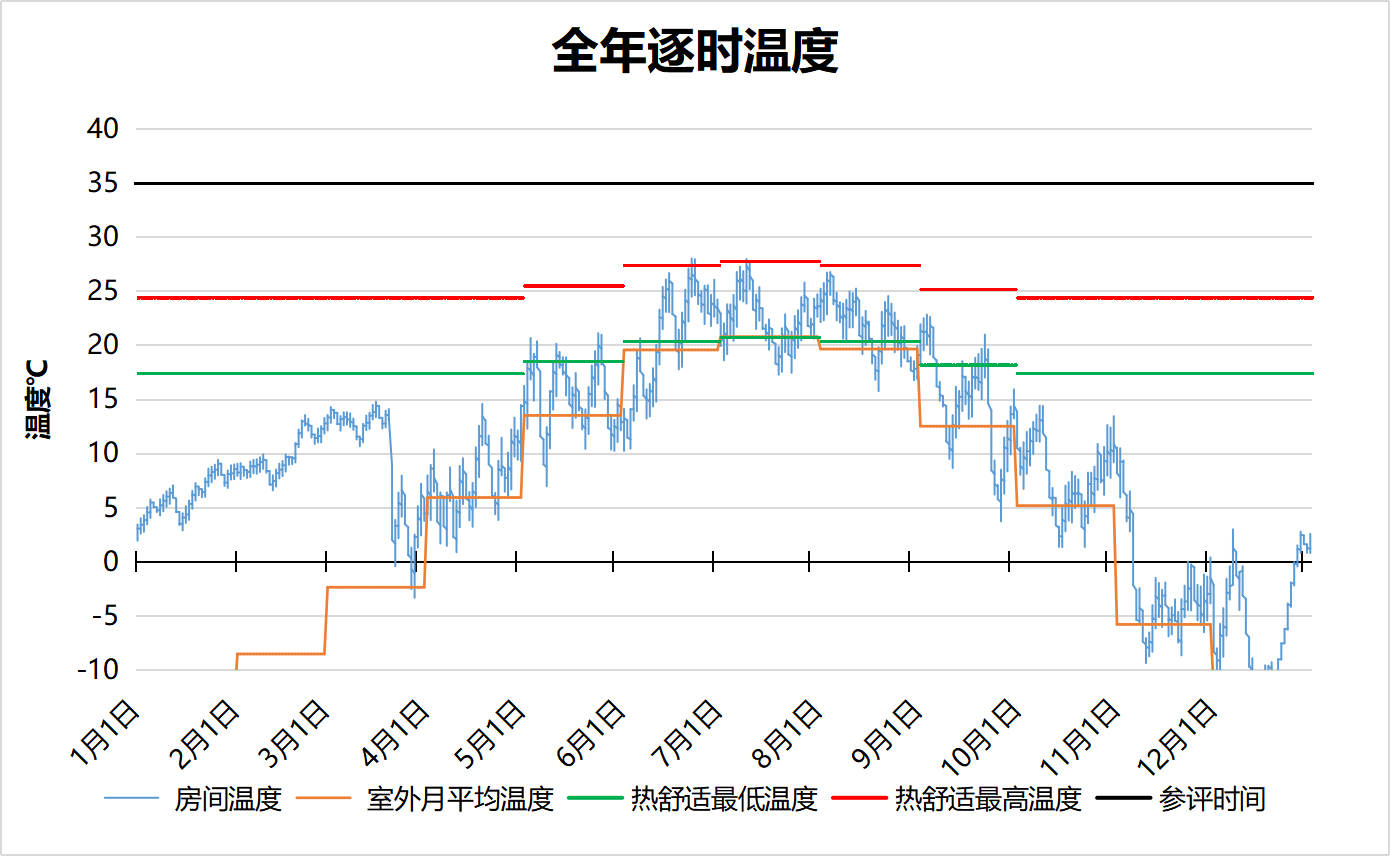 全年逐时温度
40
35
30
25
20
15
10
5
0
-5
-10
温度℃
1月1日
2月1日
3月1日
4月1日
5月1日
6月1日
7月1日
8月1日
9月1日
10月1日
11月1日
12月1日
房间温度 室外月平均温度 热舒适最低温度 热舒适最高温度 参评时间